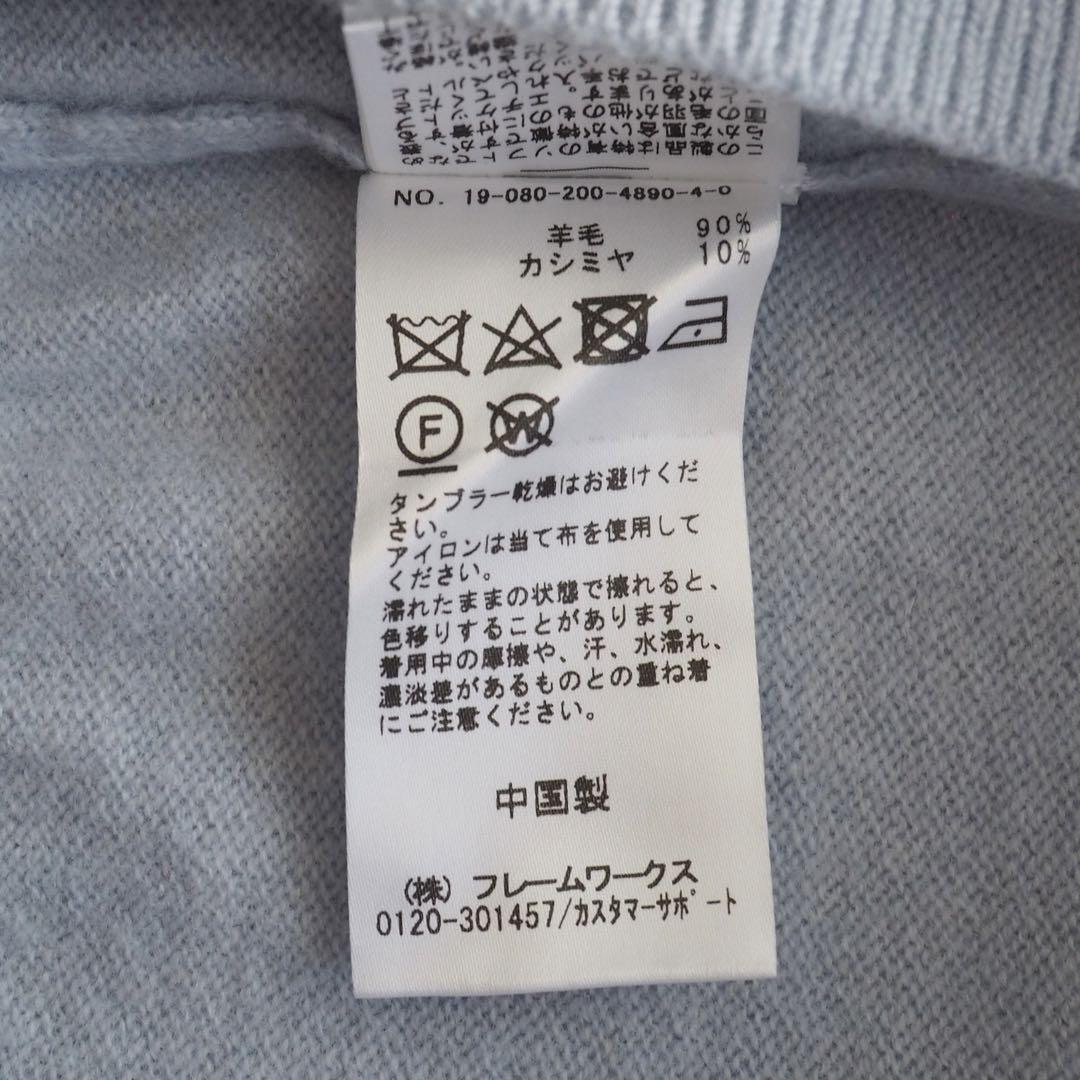 NO. 19-080-200-4890-4-0
羊毛 90%
カシミヤ 10%
F
W
タンブラー乾燥はお避けくだ
さい。
アイロンは当て布を使用して
ください。
濡れたままの状態で擦れると、
色移りすることがあります。
着用中の摩擦や、汗、水濡れ、
濃淡差があるものとの重ね着
にご注意ください。
中国製
(株) フレームワークス
0120-301457/カスタマーサポート